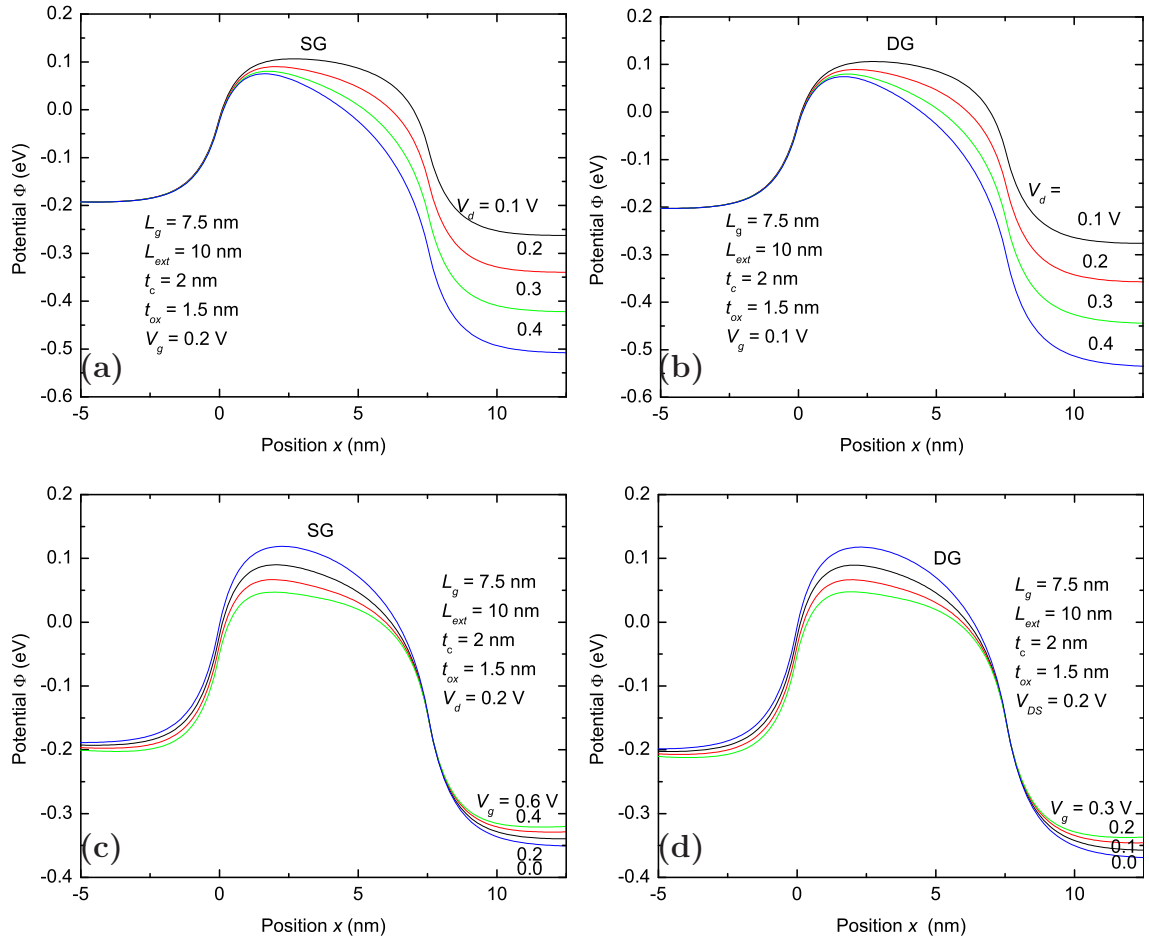 0.2
0.1
0.0
-0.1
-0.2
-0.3
-0.4
-0.5
-0.6
-5
0
5
10
Potential Φ (eV)
Position x (nm)
SG
V_d = 0.1 V
0.2
0.3
0.4
L_g = 7.5 nm
L_ext = 10 nm
t_c = 2 nm
t_ox = 1.5 nm
V_g = 0.2 V
(a)
0.2
0.1
0.0
-0.1
-0.2
-0.3
-0.4
-0.5
-0.6
-5
0
5
10
Potential Φ (eV)
Position x (nm)
DG
V_d =
0.1 V
0.2
0.3
0.4
L_g = 7.5 nm
L_ext = 10 nm
t_c = 2 nm
t_ox = 1.5 nm
V_g = 0.1 V
(b)
0.2
0.1
0.0
-0.1
-0.2
-0.3
-0.4
-5
0
5
10
Potential Φ (eV)
Position x (nm)
SG
L_g = 7.5 nm
L_ext = 10 nm
t_c = 2 nm
t_ox = 1.5 nm
V_d = 0.2 V
V_g = 0.6 V
0.4
0.2
0.0
(c)
0.2
0.1
0.0
-0.1
-0.2
-0.3
-0.4
-5
0
5
10
Potential Φ (eV)
Position x (nm)
DG
L_g = 7.5 nm
L_ext = 10 nm
t_c = 2 nm
t_ox = 1.5 nm
V_DS = 0.2 V
V_g = 0.3 V
0.2
0.1
0.0
(d)